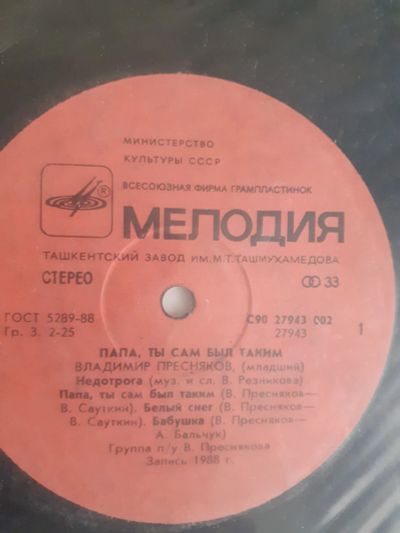 МИНИСТЕРСТВО
КУЛЬТУРЫ СССР
ВСЕСОЮЗНАЯ ФИРМА ГРАМПЛАСТИНОК
®
МЕЛОДИЯ
ТАШКЕНТСКИЙ ЗАВОД ИМ.М.Т.ТАШМУХАМЕДОВА
СТЕРЕО 33
ГОСТ 5289-88 С90 27943 002
Гр. 3. 2-25 27943 1
ПАПА, ТЫ САМ БЫЛ ТАКИМ
ВЛАДИМИР ПРЕСНЯКОВ, (младший)
Недотрога (муз. и сл. В. Резникова)
Папа, ты сам был таким (В. Пресняков—
В. Сауткин). Белый снег (В. Пресняков—
В. Сауткин). Бабушка (В. Пресняков—
А. Бальчук)
Группа п/у В. Преснякова
Запись 1988 г.